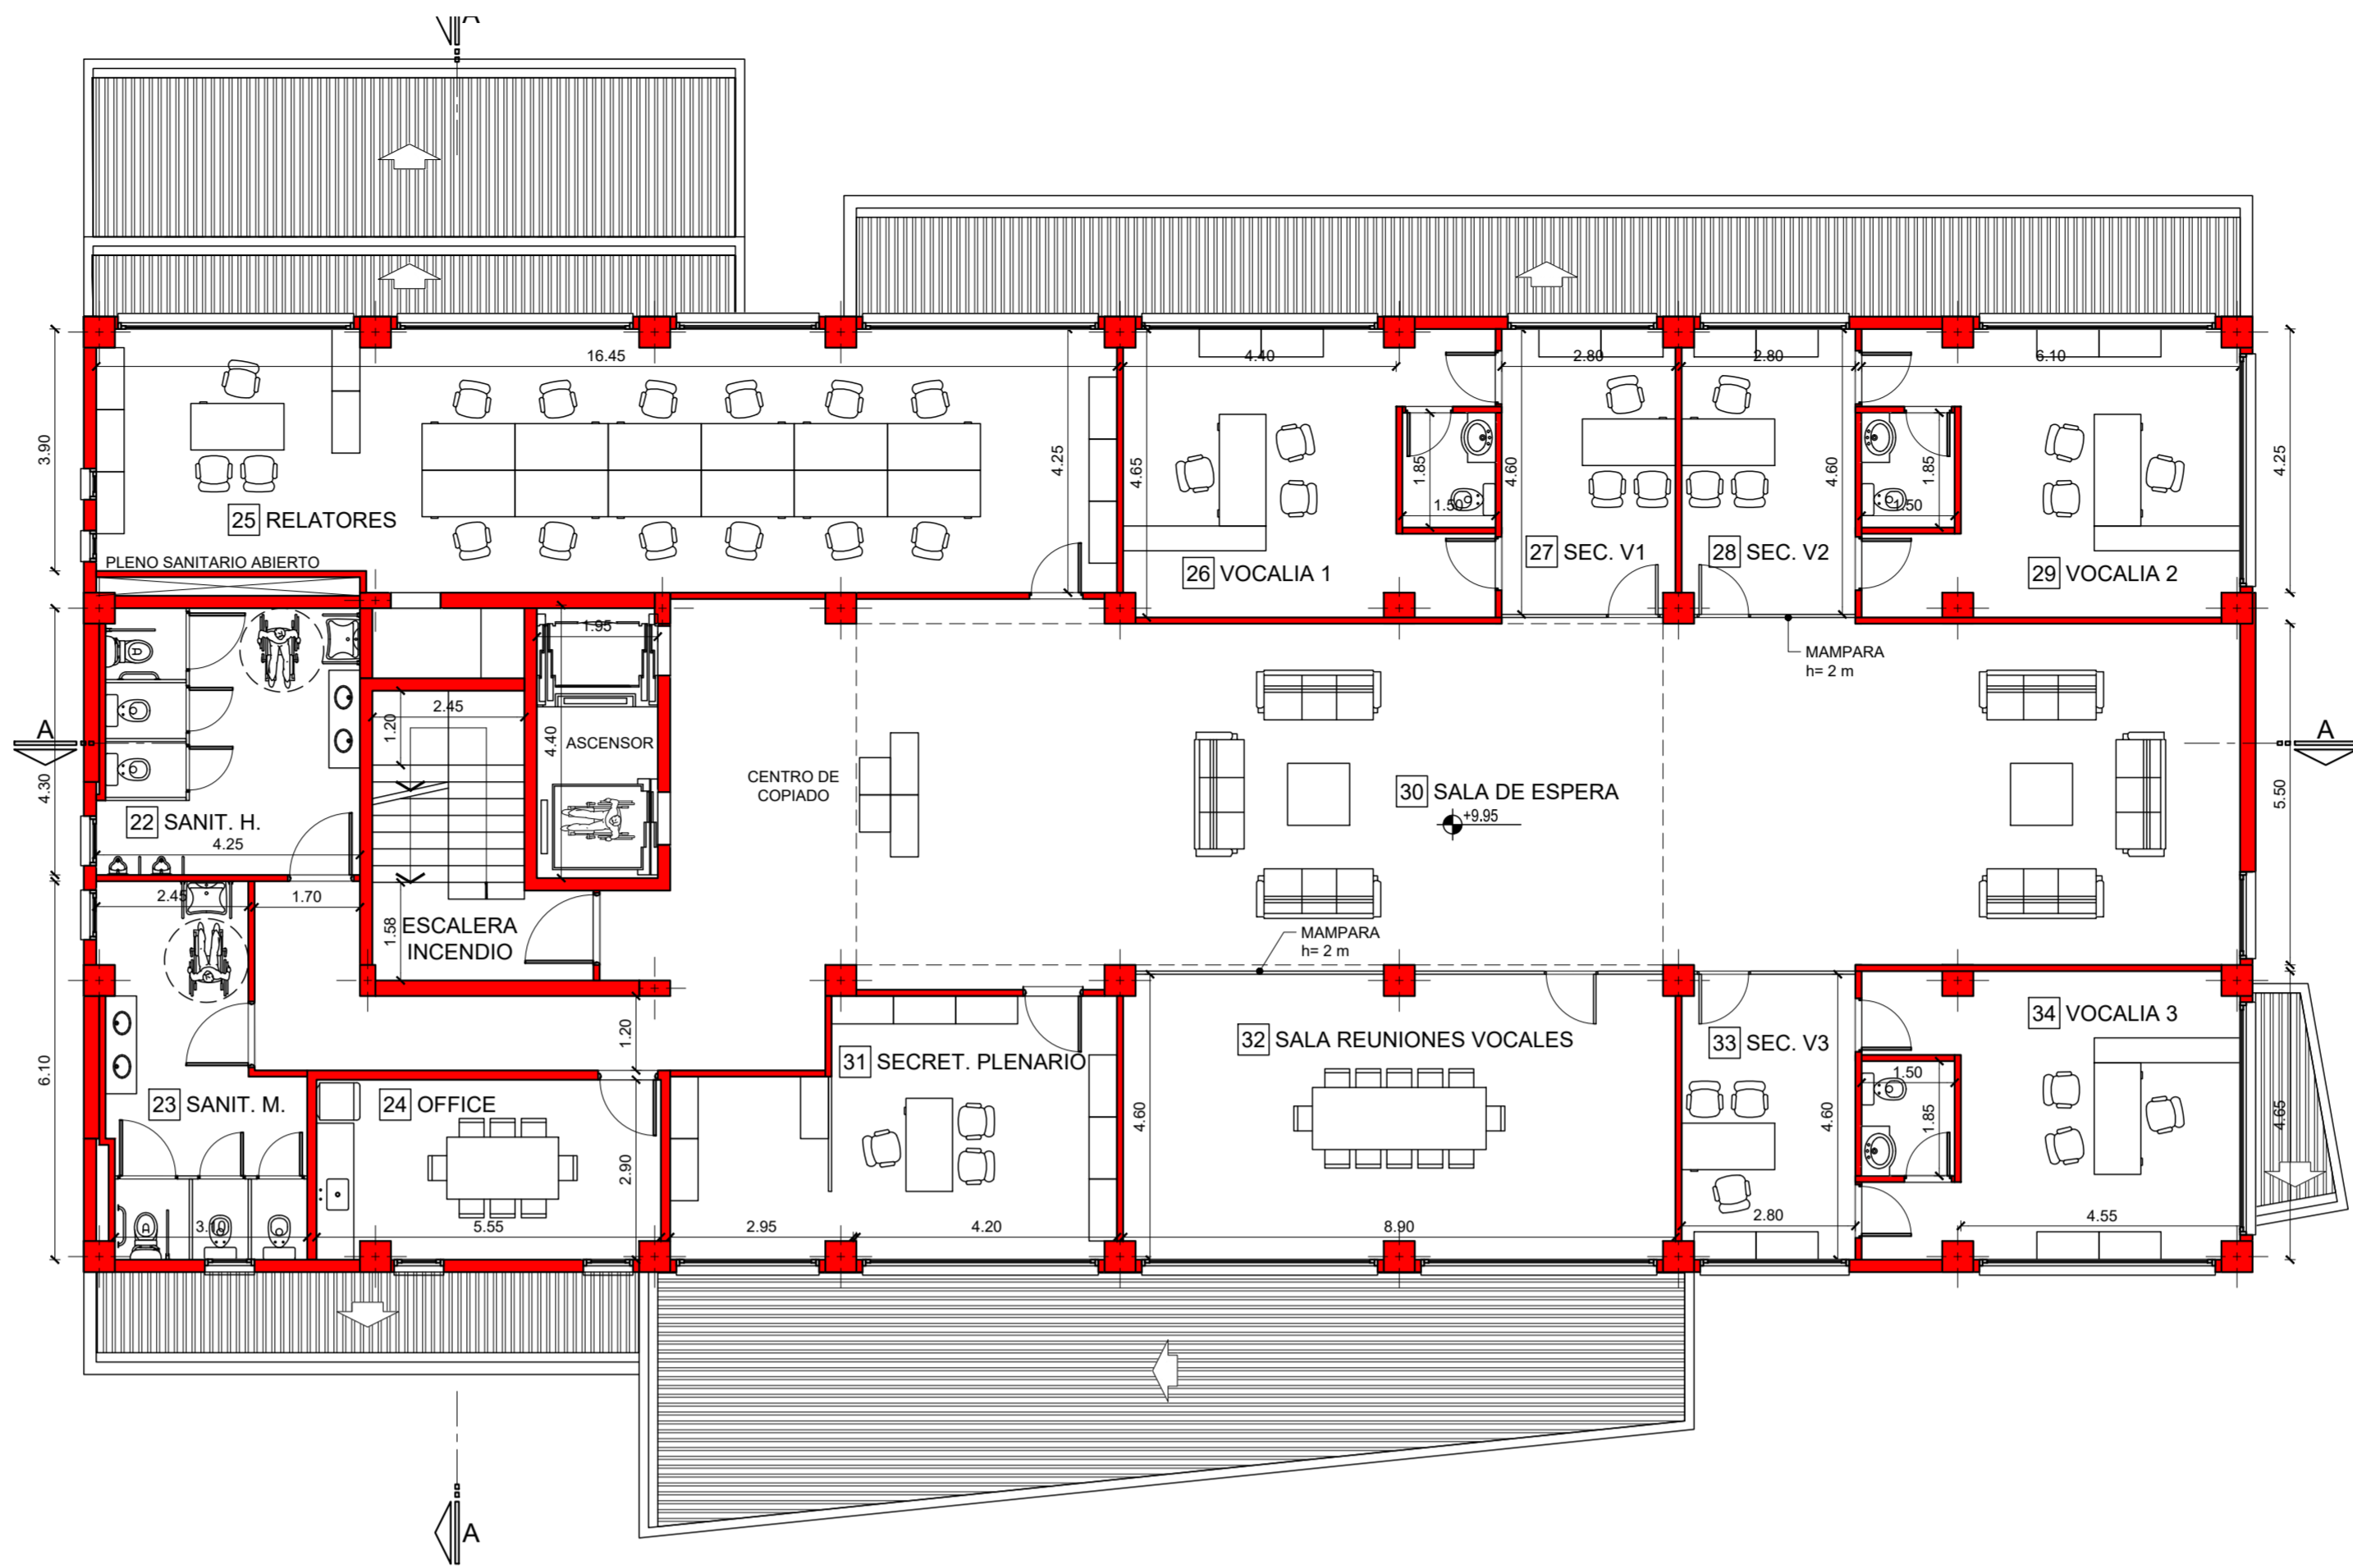 A
16.45
4.40
2.80
2.80
6.10
3.90
4.25
4.65
1.85
1.50
4.60
4.60
1.85
1.50
4.25
25 RELATORES
PLENO SANITARIO ABIERTO
26 VOCALIA 1
27 SEC. V1
28 SEC. V2
29 VOCALIA 2
1.95
MAMPARA
h= 2 m
2.45
1.20
4.40
ASCENSOR
A
A
4.30
CENTRO DE
COPIADO
30 SALA DE ESPERA
+9.95
5.50
22 SANIT. H.
4.25
2.45
1.70
1.58
ESCALERA
INCENDIO
MAMPARA
h= 2 m
34 VOCALIA 3
1.20
32 SALA REUNIONES VOCALES
33 SEC. V3
31 SECRET. PLENARIO
6.10
1.50
23 SANIT. M.
24 OFFICE
4.60
4.60
1.85
4.65
2.90
3.10
5.55
2.95
4.20
8.90
2.80
4.55
A